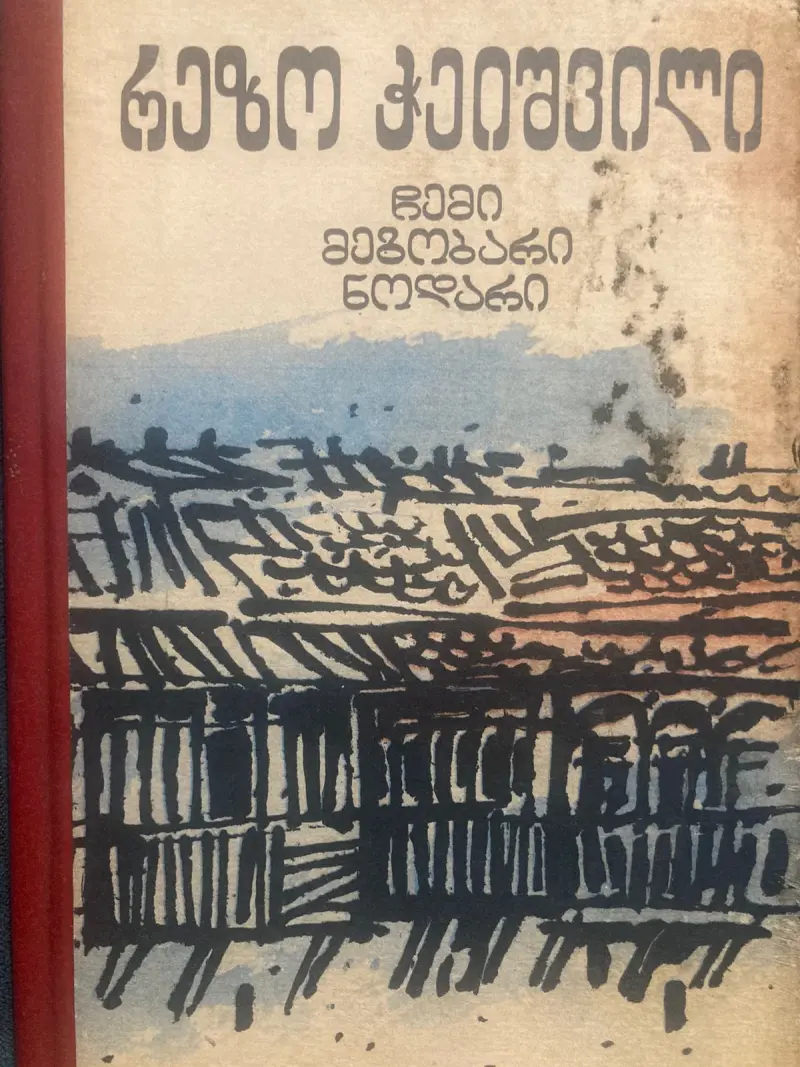 რეზო ჭეიშვილი
ჩემი
მეზობარი
ნოდარი